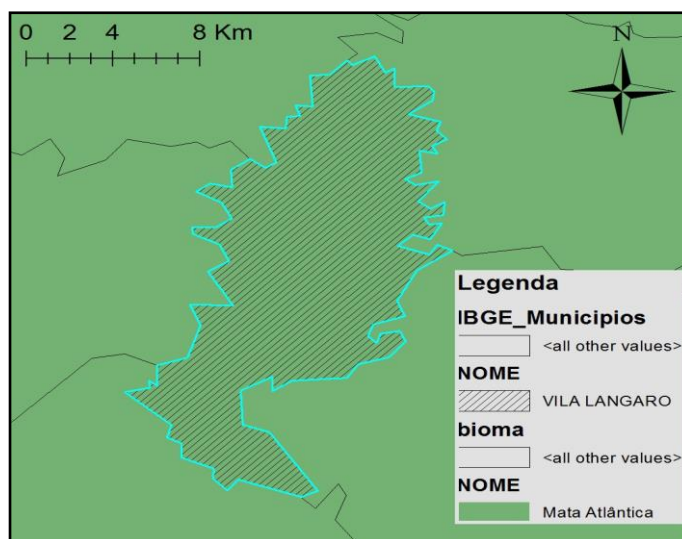 0 2 4 8 Km
N
Legenda
IBGE_Municipios
<all other values>
NOME
VILA LANGARO
bioma
<all other values>
NOME
Mata Atlântica